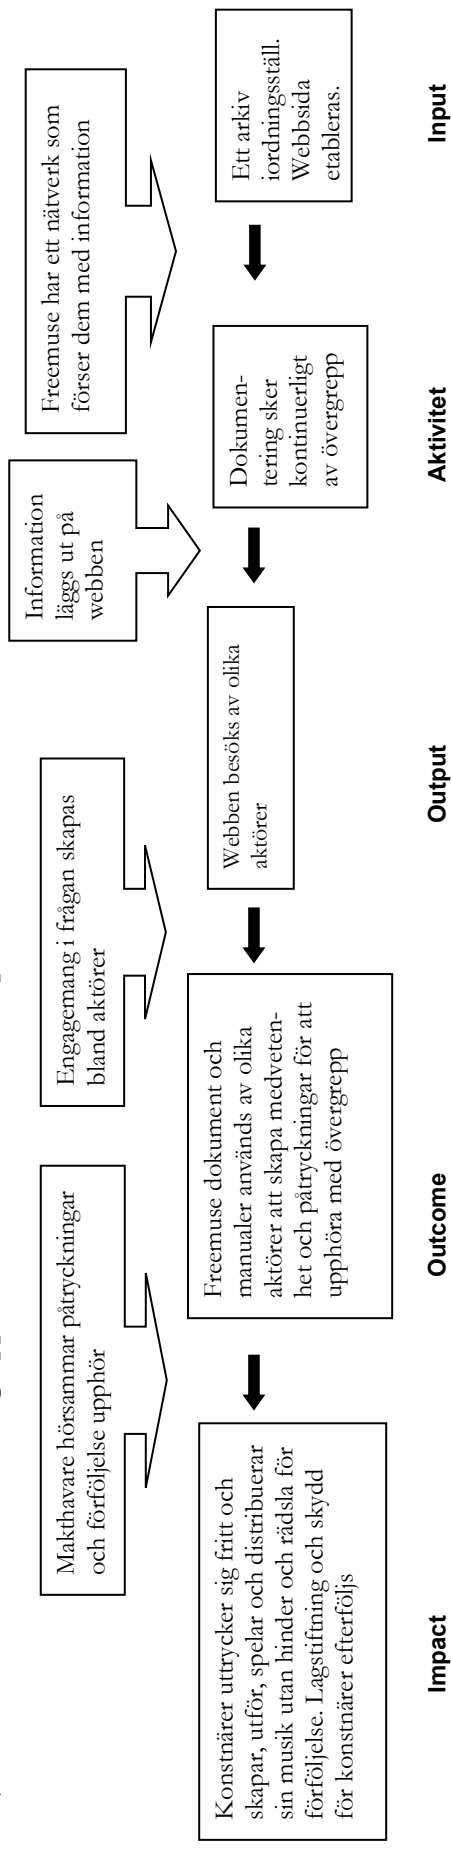 Makthavare hörsammar påtryckningar
och förföljelse upphör
Engagemang i frågan skapas
bland aktörer
Information
läggs ut på
webben
Freemuse har ett nätverk som
förser dem med information
Konstnärer uttrycker sig fritt och
skapar, utför, spelar och distribuerar
sin musik utan hinder och rädsla för
förföljelse. Lagstiftning och skydd
för konstnärer efterföljs
Freemuse dokument och
manualer används av olika
aktörer att skapa medveten-
het och påtryckningar för att
upphöra med övergrepp
Webben besöks av olika
aktörer
Dokumen-
tering sker
kontinuerligt
av övergrepp
Ett arkiv
iordningsställ.
Webbsida
etableras.
Impact
Outcome
Output
Aktivitet
Input